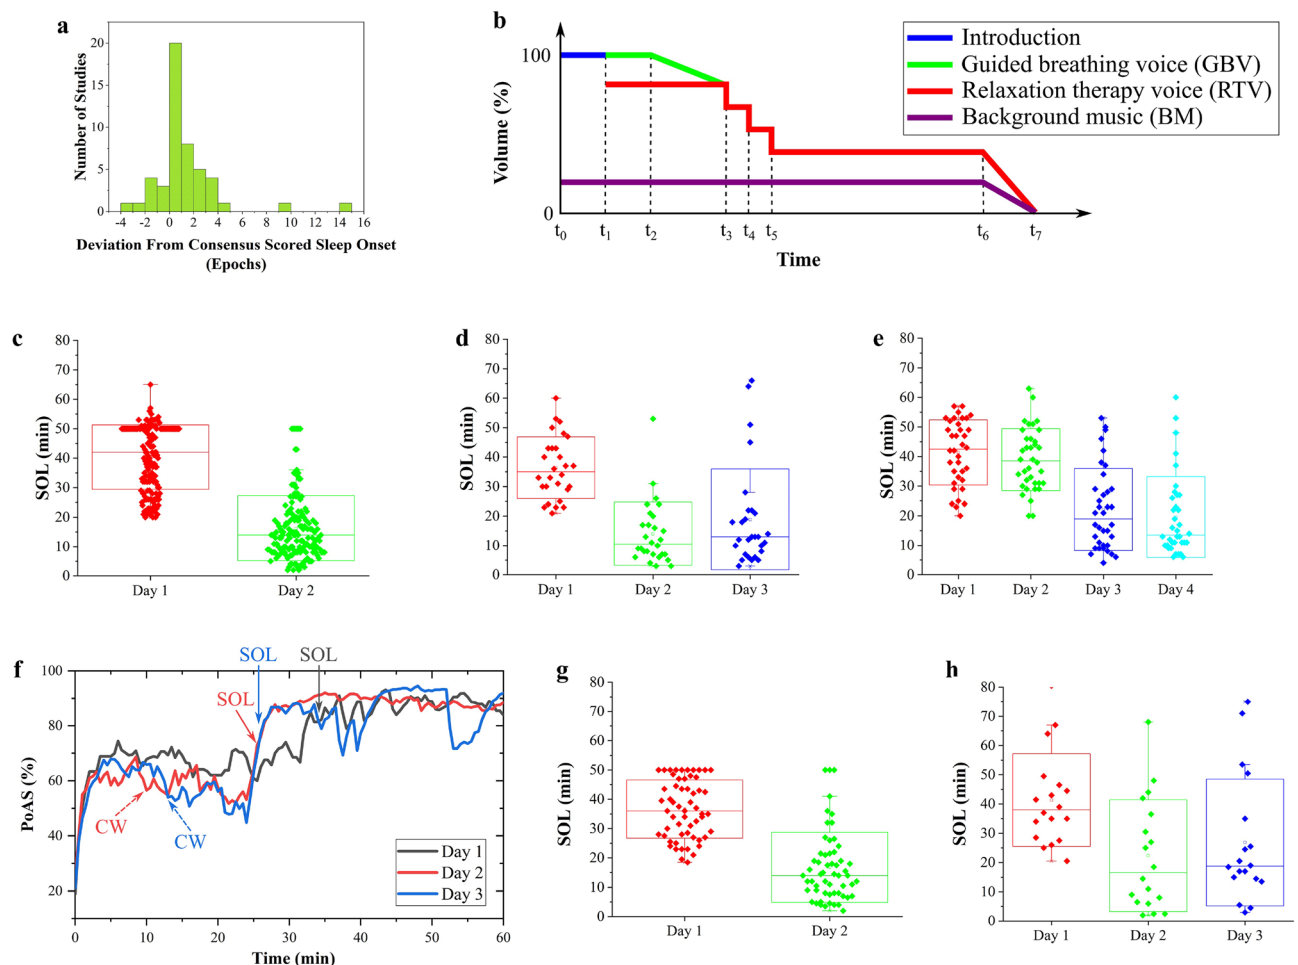 a
Number of Studies
20
15
10
5
0
-4 -2 0 2 4 6 8 10 12 14 16
Deviation From Consensus Scored Sleep Onset
(Epochs)
b
Volume (%)
100
0
t0 t1 t2 t3 t4 t5 t6 t7
Time
Introduction
Guided breathing voice (GBV)
Relaxation therapy voice (RTV)
Background music (BM)
c
SOL (min)
80
70
60
50
40
30
20
10
0
Day 1 Day 2
d
SOL (min)
80
70
60
50
40
30
20
10
0
Day 1 Day 2 Day 3
e
SOL (min)
80
70
60
50
40
30
20
10
0
Day 1 Day 2 Day 3 Day 4
f
PoAS (%)
100
80
60
40
20
0 10 20 30 40 50 60
Time (min)
SOL SOL
SOL
CW
CW
Day 1
Day 2
Day 3
g
SOL (min)
80
70
60
50
40
30
20
10
0
Day 1 Day 2
h
SOL (min)
80
70
60
50
40
30
20
10
0
Day 1 Day 2 Day 3